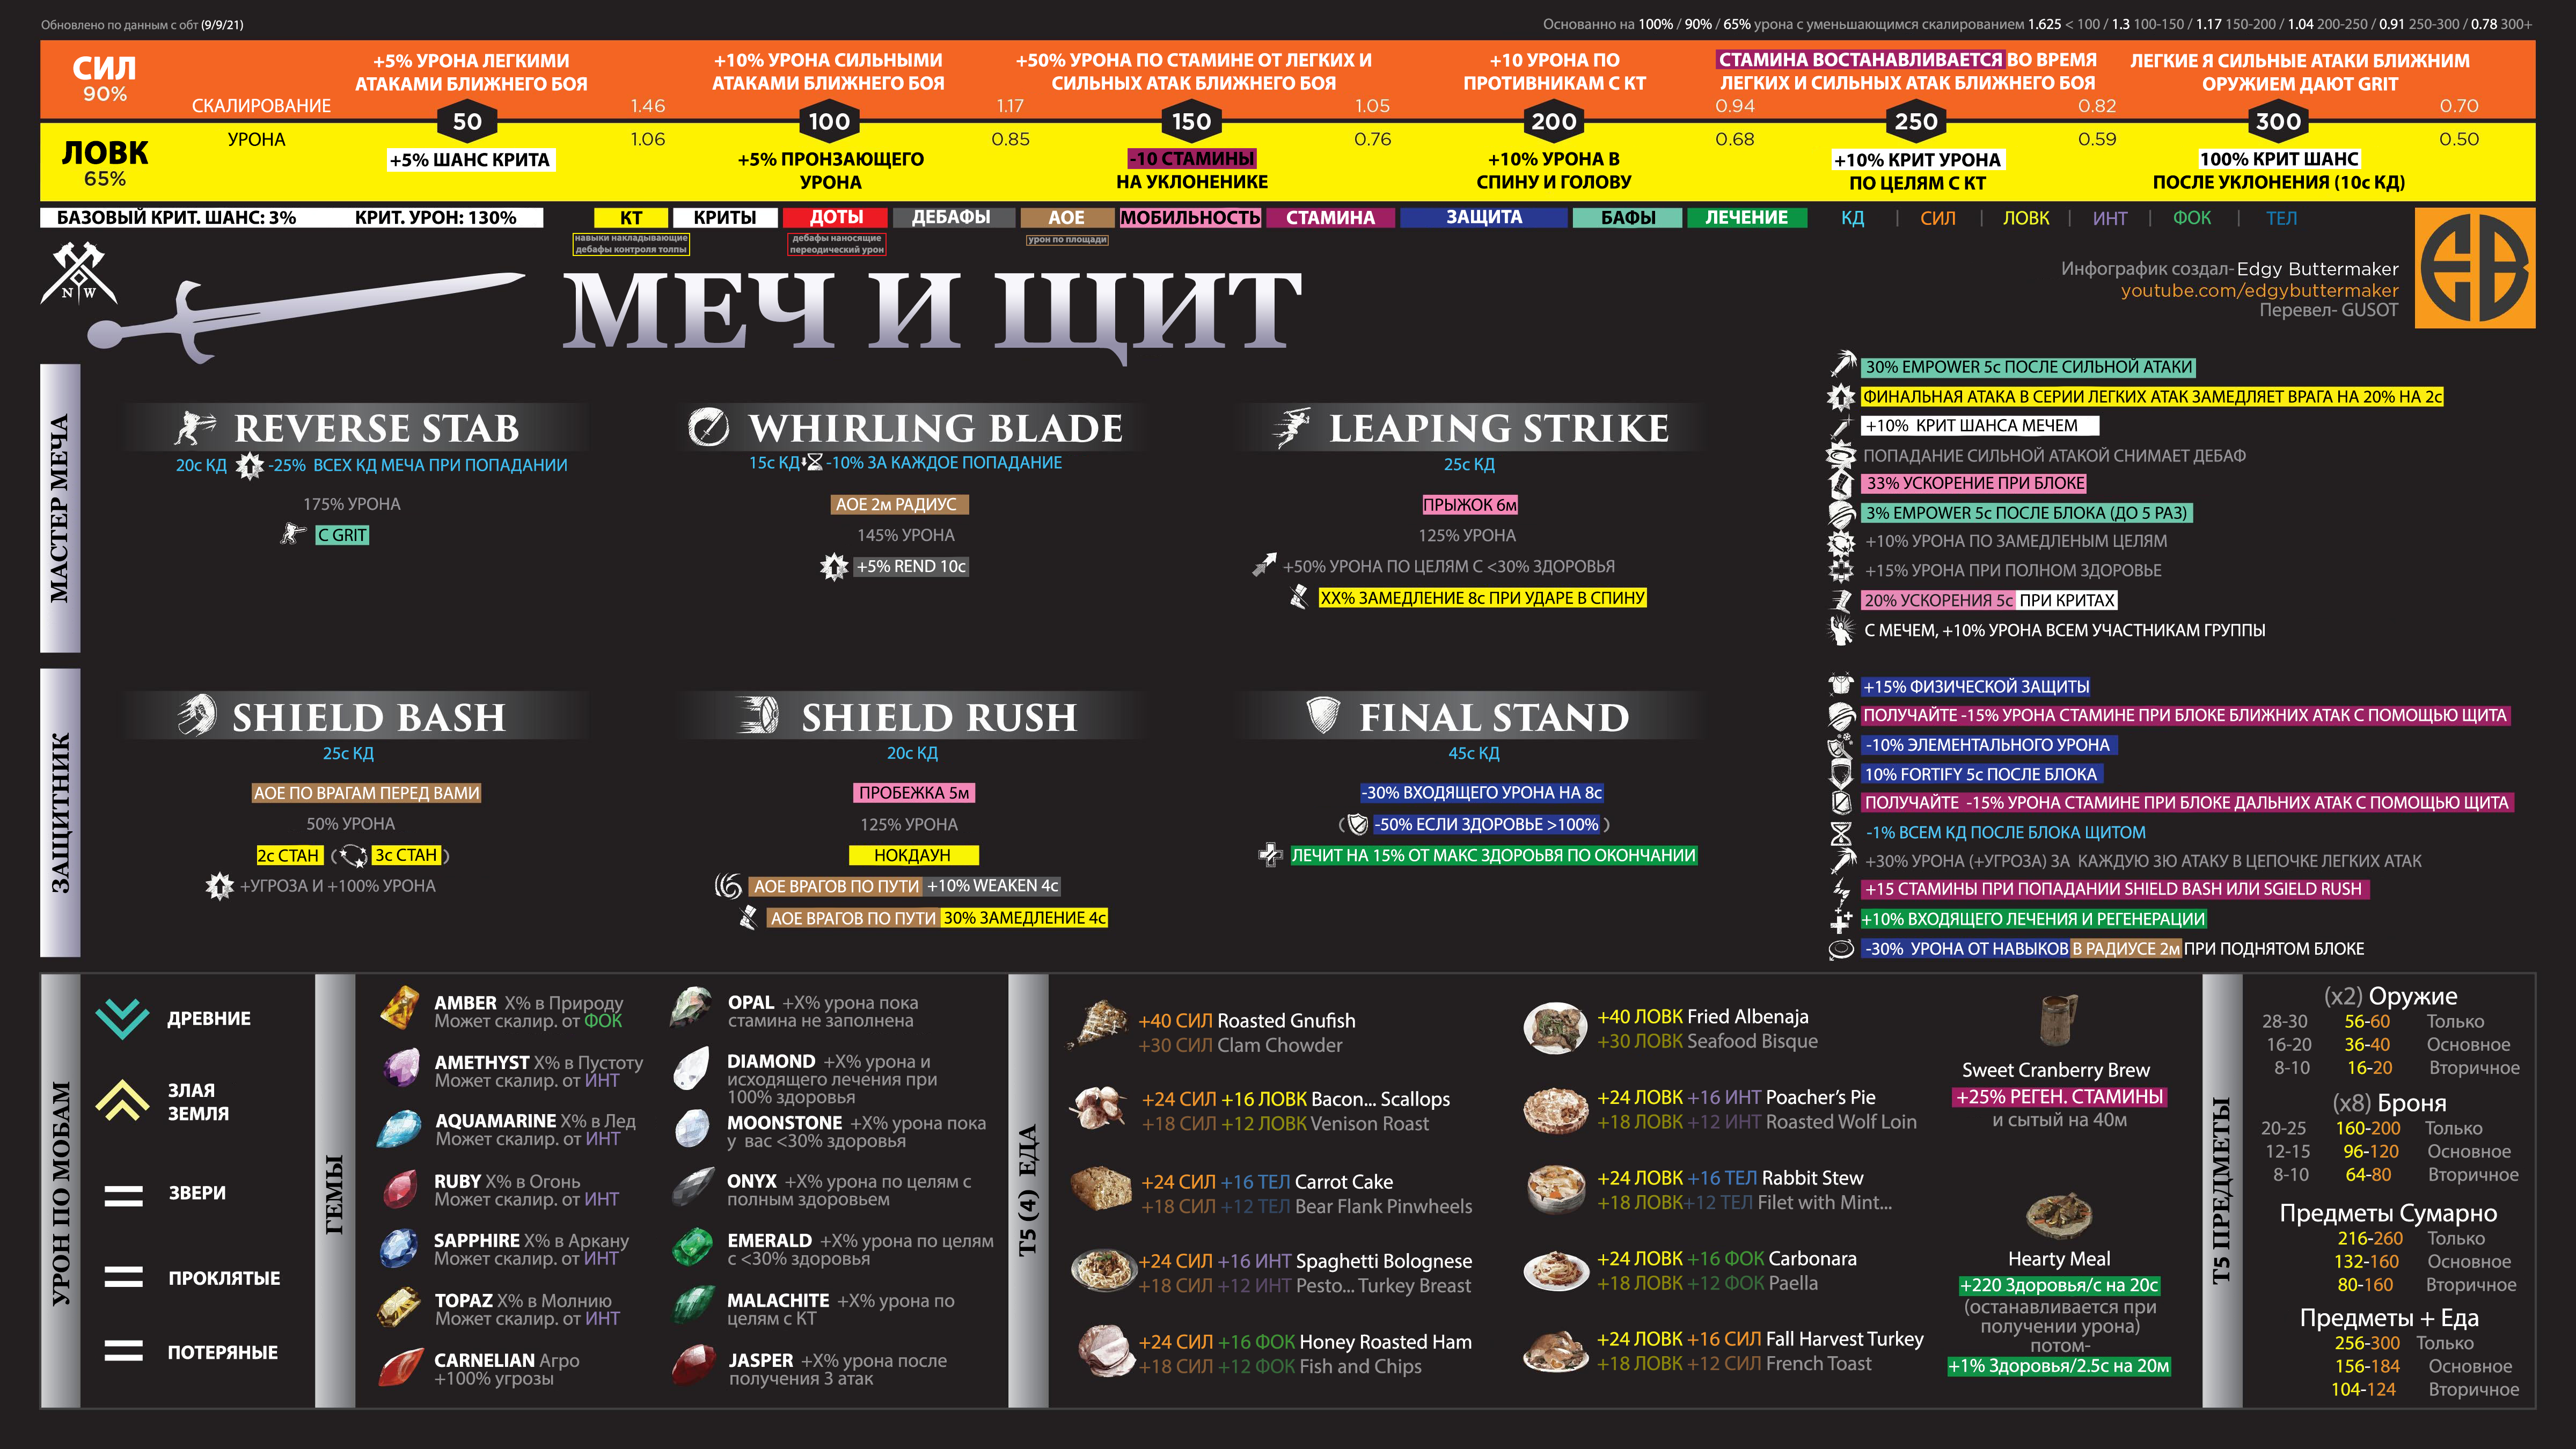 Обновлено по данным с обт (9/9/21)
Основанно на 100% / 90% / 65% урона с уменьшающимся скалированием 1.625 < 100 / 1.3 100-150 / 1.17 150-200 / 1.04 200-250 / 0.91 250-300 / 0.78 300+
СИЛ
90%
+5% УРОНА ЛЕГКИМИ
АТАКАМИ БЛИЖНЕГО БОЯ
+10% УРОНА СИЛЬНЫМИ
АТАКАМИ БЛИЖНЕГО БОЯ
+50% УРОНА ПО СТАМИНЕ ОТ ЛЕГКИХ И
СИЛЬНЫХ АТАК БЛИЖНЕГО БОЯ
+10 УРОНА ПО
ПРОТИВНИКАМ С КТ
СТАМИНА ВОСТАНАВЛИВАЕТСЯ ВО ВРЕМЯ
ЛЕГКИХ И СИЛЬНЫХ АТАК БЛИЖНЕГО БОЯ
ЛЕГКИЕ Я СИЛЬНЫЕ АТАКИ БЛИЖНИМ
ОРУЖИЕМ ДАЮТ GRIT
СКАЛИРОВАНИЕ 1.46 1.17 1.05 0.94 0.82 0.70
50 100 150 200 250 300
УРОНА 1.06 0.85 0.76 0.68 0.59 0.50
ЛОВК
65%
+5% ШАНС КРИТА
+5% ПРОНЗАЮЩЕГО
УРОНА
-10 СТАМИНЫ
НА УКЛОНЕНИКЕ
+10% УРОНА В
СПИНУ И ГОЛОВУ
+10% КРИТ УРОНА
ПО ЦЕЛЯМ С КТ
100% КРИТ ШАНС
ПОСЛЕ УКЛОНЕНИЯ (10с КД)
БАЗОВЫЙ КРИТ. ШАНС: 3% КРИТ. УРОН: 130%
КТ КРИТЫ ДОТЫ ДЕБАФЫ АОЕ МОБИЛЬНОСТЬ СТАМИНА ЗАЩИТА БАФЫ ЛЕЧЕНИЕ КД | СИЛ | ЛОВК | ИНТ | ФОК | ТЕЛ
навыки накладывающие
дебафы контроля толпы
дебафы наносящие
переодический урон
урон по площади
N W
МЕЧ И ЩИТ
Инфографик создал- Edgy Buttermaker
youtube.com/edgybuttermaker
Перевел- GUSOT
EB
МАСТЕР МЕЧА
REVERSE STAB
20с КД -25% ВСЕХ КД МЕЧА ПРИ ПОПАДАНИИ
175% УРОНА
С GRIT
WHIRLING BLADE
15с КД -10% ЗА КАЖДОЕ ПОПАДАНИЕ
АОЕ 2м РАДИУС
145% УРОНА
+5% REND 10с
LEAPING STRIKE
25с КД
ПРЫЖОК 6м
125% УРОНА
+50% УРОНА ПО ЦЕЛЯМ С <30% ЗДОРОВЬЯ
XX% ЗАМЕДЛЕНИЕ 8с ПРИ УДАРЕ В СПИНУ
30% EMPOWER 5с ПОСЛЕ СИЛЬНОЙ АТАКИ
ФИНАЛЬНАЯ АТАКА В СЕРИИ ЛЕГКИХ АТАК ЗАМЕДЛЯЕТ ВРАГА НА 20% НА 2с
+10% КРИТ ШАНСА МЕЧЕМ
ПОПАДАНИЕ СИЛЬНОЙ АТАКОЙ СНИМАЕТ ДЕБАФ
33% УСКОРЕНИЕ ПРИ БЛОКЕ
3% EMPOWER 5с ПОСЛЕ БЛОКА (ДО 5 РАЗ)
+10% УРОНА ПО ЗАМЕДЛЕНЫМ ЦЕЛЯМ
+15% УРОНА ПРИ ПОЛНОМ ЗДОРОВЬЕ
20% УСКОРЕНИЯ 5с ПРИ КРИТАХ
С МЕЧЕМ, +10% УРОНА ВСЕМ УЧАСТНИКАМ ГРУППЫ
ЗАЩИТНИК
SHIELD BASH
25с КД
АОЕ ПО ВРАГАМ ПЕРЕД ВАМИ
50% УРОНА
2с СТАН ( 3с СТАН )
+УГРОЗА И +100% УРОНА
SHIELD RUSH
20с КД
ПРОБЕЖКА 5м
125% УРОНА
НОКДАУН
АОЕ ВРАГОВ ПО ПУТИ +10% WEAKEN 4с
АОЕ ВРАГОВ ПО ПУТИ 30% ЗАМЕДЛЕНИЕ 4с
FINAL STAND
45с КД
-30% ВХОДЯЩЕГО УРОНА НА 8с
( -50% ЕСЛИ ЗДОРОВЬЕ >100% )
ЛЕЧИТ НА 15% ОТ МАКС ЗДОРОЬВЯ ПО ОКОНЧАНИИ
+15% ФИЗИЧЕСКОЙ ЗАЩИТЫ
ПОЛУЧАЙТЕ -15% УРОНА СТАМИНЕ ПРИ БЛОКЕ БЛИЖНИХ АТАК С ПОМОЩЬЮ ЩИТА
-10% ЭЛЕМЕНТАЛЬНОГО УРОНА
10% FORTIFY 5с ПОСЛЕ БЛОКА
ПОЛУЧАЙТЕ -15% УРОНА СТАМИНЕ ПРИ БЛОКЕ ДАЛЬНИХ АТАК С ПОМОЩЬЮ ЩИТА
-1% ВСЕМ КД ПОСЛЕ БЛОКА ЩИТОМ
+30% УРОНА (+УГРОЗА) ЗА КАЖДУЮ 3Ю АТАКУ В ЦЕПОЧКЕ ЛЕГКИХ АТАК
+15 СТАМИНЫ ПРИ ПОПАДАНИИ SHIELD BASH ИЛИ SGIELD RUSH
+10% ВХОДЯЩЕГО ЛЕЧЕНИЯ И РЕГЕНЕРАЦИИ
-30% УРОНА ОТ НАВЫКОВ В РАДИУСЕ 2м ПРИ ПОДНЯТОМ БЛОКЕ
УРОН ПО МОБАМ
ДРЕВНИЕ
ЗЛАЯ
ЗЕМЛЯ
ЗВЕРИ
ПРОКЛЯТЫЕ
ПОТЕРЯНЫЕ
ГЕМЫ
AMBER X% в Природу
Может скалир. от ФОК
AMETHYST X% в Пустоту
Может скалир. от ИНТ
AQUAMARINE X% в Лед
Может скалир. от ИНТ
RUBY X% в Огонь
Может скалир. от ИНТ
SAPPHIRE X% в Аркану
Может скалир. от ИНТ
TOPAZ X% в Молнию
Может скалир. от ИНТ
CARNELIAN Агро
+100% угрозы
OPAL +X% урона пока
стамина не заполнена
DIAMOND +X% урона и
исходящего лечения при
100% здоровья
MOONSTONE +X% урона пока
у вас <30% здоровья
ONYX +X% урона по целям с
полным здоровьем
EMERALD +X% урона по целям
с <30% здоровья
MALACHITE +X% урона по
целям с КТ
JASPER +X% урона после
получения 3 атак
Т5 (4) ЕДА
+40 СИЛ Roasted Gnufish
+30 СИЛ Clam Chowder
+24 СИЛ +16 ЛОВК Bacon... Scallops
+18 СИЛ +12 ЛОВК Venison Roast
+24 СИЛ +16 ТЕЛ Carrot Cake
+18 СИЛ +12 ТЕЛ Bear Flank Pinwheels
+24 СИЛ +16 ИНТ Spaghetti Bolognese
+18 СИЛ +12 ИНТ Pesto... Turkey Breast
+24 СИЛ +16 ФОК Honey Roasted Ham
+18 СИЛ +12 ФОК Fish and Chips
+40 ЛОВК Fried Albenaja
+30 ЛОВК Seafood Bisque
+24 ЛОВК +16 ИНТ Poacher's Pie
+18 ЛОВК +12 ИНТ Roasted Wolf Loin
+24 ЛОВК +16 ТЕЛ Rabbit Stew
+18 ЛОВК+12 ТЕЛ Filet with Mint...
+24 ЛОВК +16 ФОК Carbonara
+18 ЛОВК +12 ФОК Paella
+24 ЛОВК +16 СИЛ Fall Harvest Turkey
+18 ЛОВК +12 СИЛ French Toast
Sweet Cranberry Brew
+25% РЕГЕН. СТАМИНЫ
и сытый на 40м
Hearty Meal
+220 Здоровья/с на 20с
(останавливается при
получении урона)
потом-
+1% Здоровья/2.5с на 20м
Т5 ПРЕДМЕТЫ
(x2) Оружие
28-30 56-60 Только
16-20 36-40 Основное
8-10 16-20 Вторичное
(x8) Броня
20-25 160-200 Только
12-15 96-120 Основное
8-10 64-80 Вторичное
Предметы Сумарно
216-260 Только
132-160 Основное
80-160 Вторичное
Предметы + Еда
256-300 Только
156-184 Основное
104-124 Вторичное